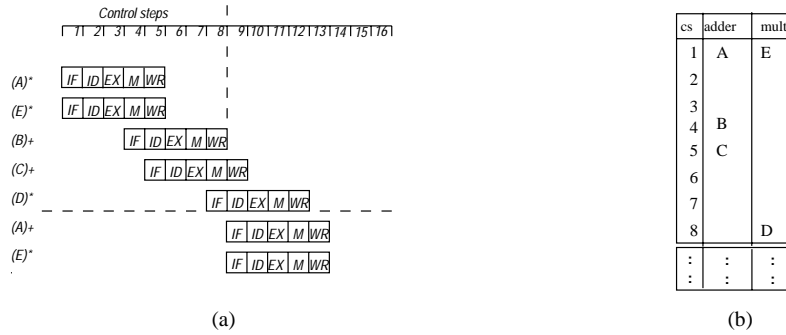 Control steps
1 2 3 4 5 6 7 8 9 10 11 12 13 14 15 16
(A)* IF ID EX M WR
(E)* IF ID EX M WR
(B)+ IF ID EX M WR
(C)+ IF ID EX M WR
(D)* IF ID EX M WR
(A)+ IF ID EX M WR
(E)* IF ID EX M WR
(a)
cs adder mult
1 A E
2
3
4 B
5 C
6
7
8 D
: : :
: : :
(b)